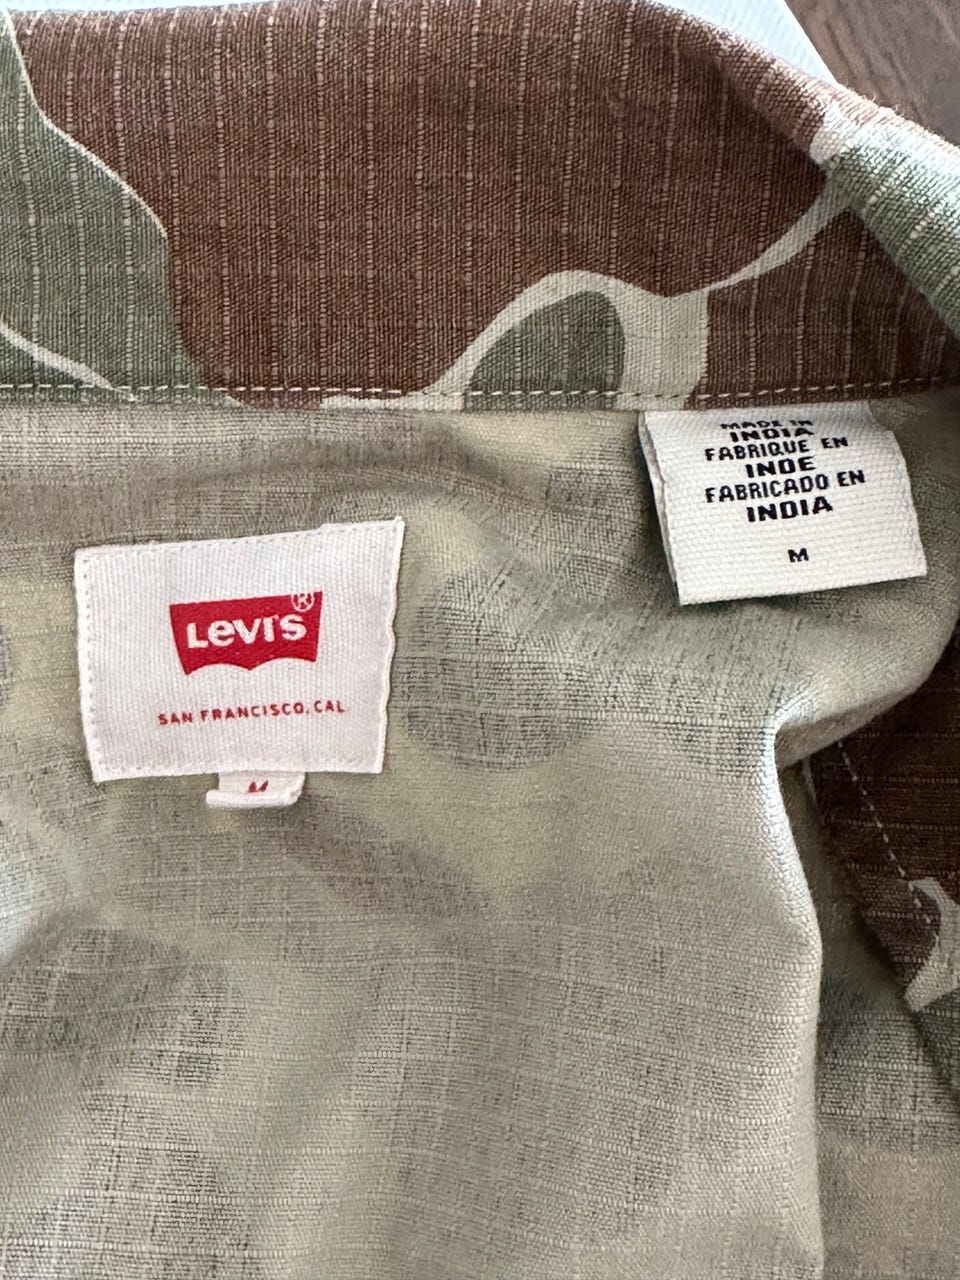 MADE IN
INDIA
FABRIQUE EN
INDE
FABRICADO EN
INDIA
M
LEVI'S®
SAN FRANCISCO, CAL
M